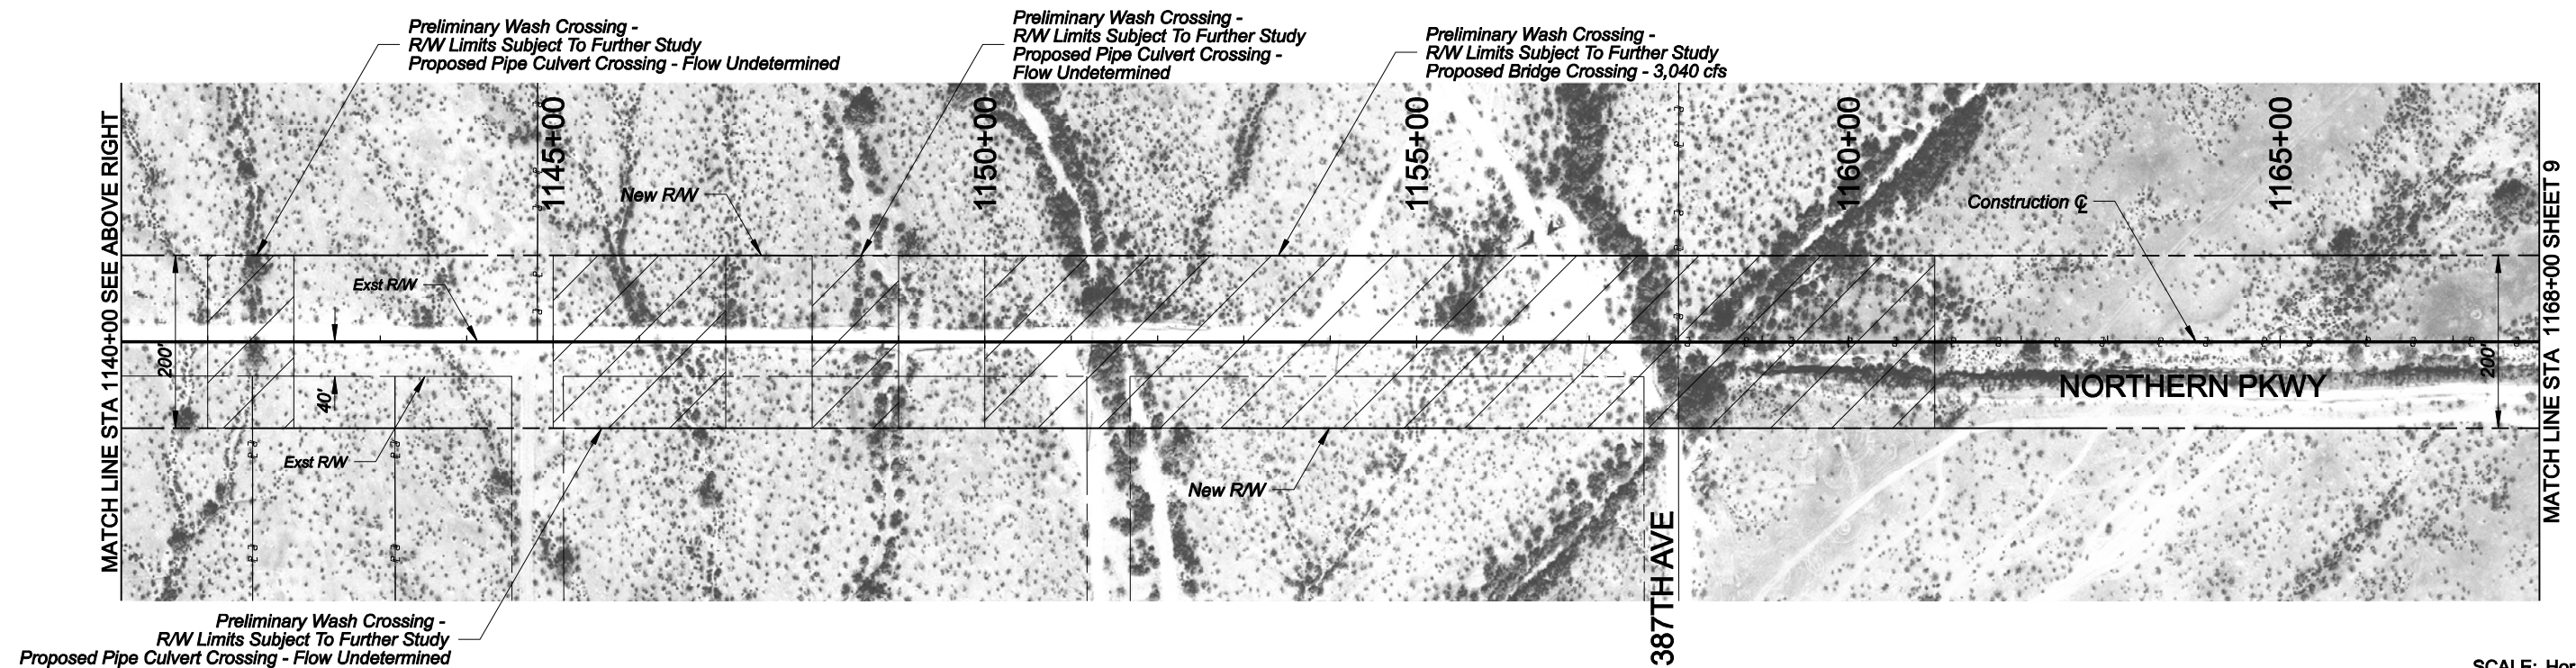 Preliminary Wash Crossing -
R/W Limits Subject To Further Study
Proposed Pipe Culvert Crossing - Flow Undetermined
Preliminary Wash Crossing -
R/W Limits Subject To Further Study
Proposed Pipe Culvert Crossing -
Flow Undetermined
Preliminary Wash Crossing -
R/W Limits Subject To Further Study
Proposed Bridge Crossing - 3,040 cfs
MATCH LINE STA 1140+00 SEE ABOVE RIGHT
1145+00
1150+00
1155+00
1160+00
1165+00
MATCH LINE STA 1168+00 SHEET 9
New R/W
Construction ℄
Exst R/W
200'
40'
200'
NORTHERN PKWY
Exst R/W
New R/W
387TH AVE
Preliminary Wash Crossing -
R/W Limits Subject To Further Study
Proposed Pipe Culvert Crossing - Flow Undetermined